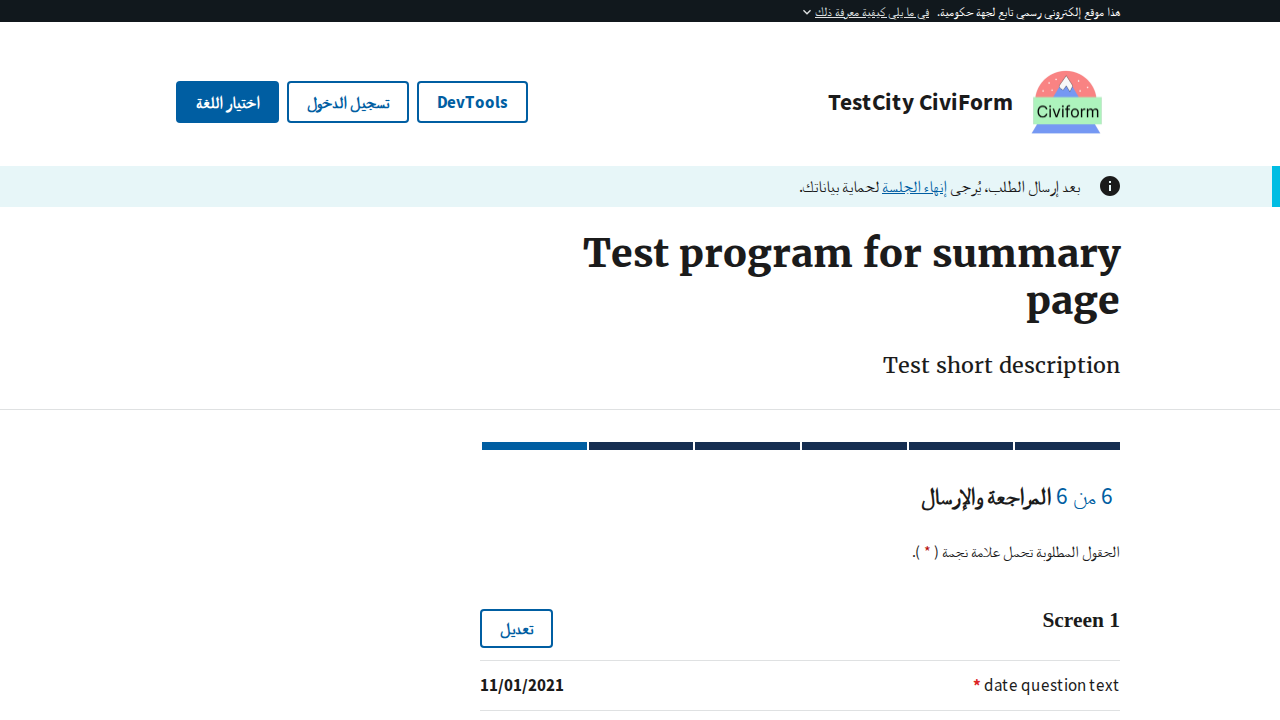 هذا موقع إلكتروني رسمي تابع لجهة حكومية. في ما يلي كيفية معرفة ذلك
Civiform
TestCity CiviForm
DevTools
تسجيل الدخول
اختيار اللغة
بعد إرسال الطلب، يُرجى إنهاء الجلسة لحماية بياناتك.
Test program for summary
page
Test short description
6 من 6 المراجعة والإرسال
الحقول المطلوبة تحمل علامة نجمة ( * ).
Screen 1
تعديل
date question text *
11/01/2021